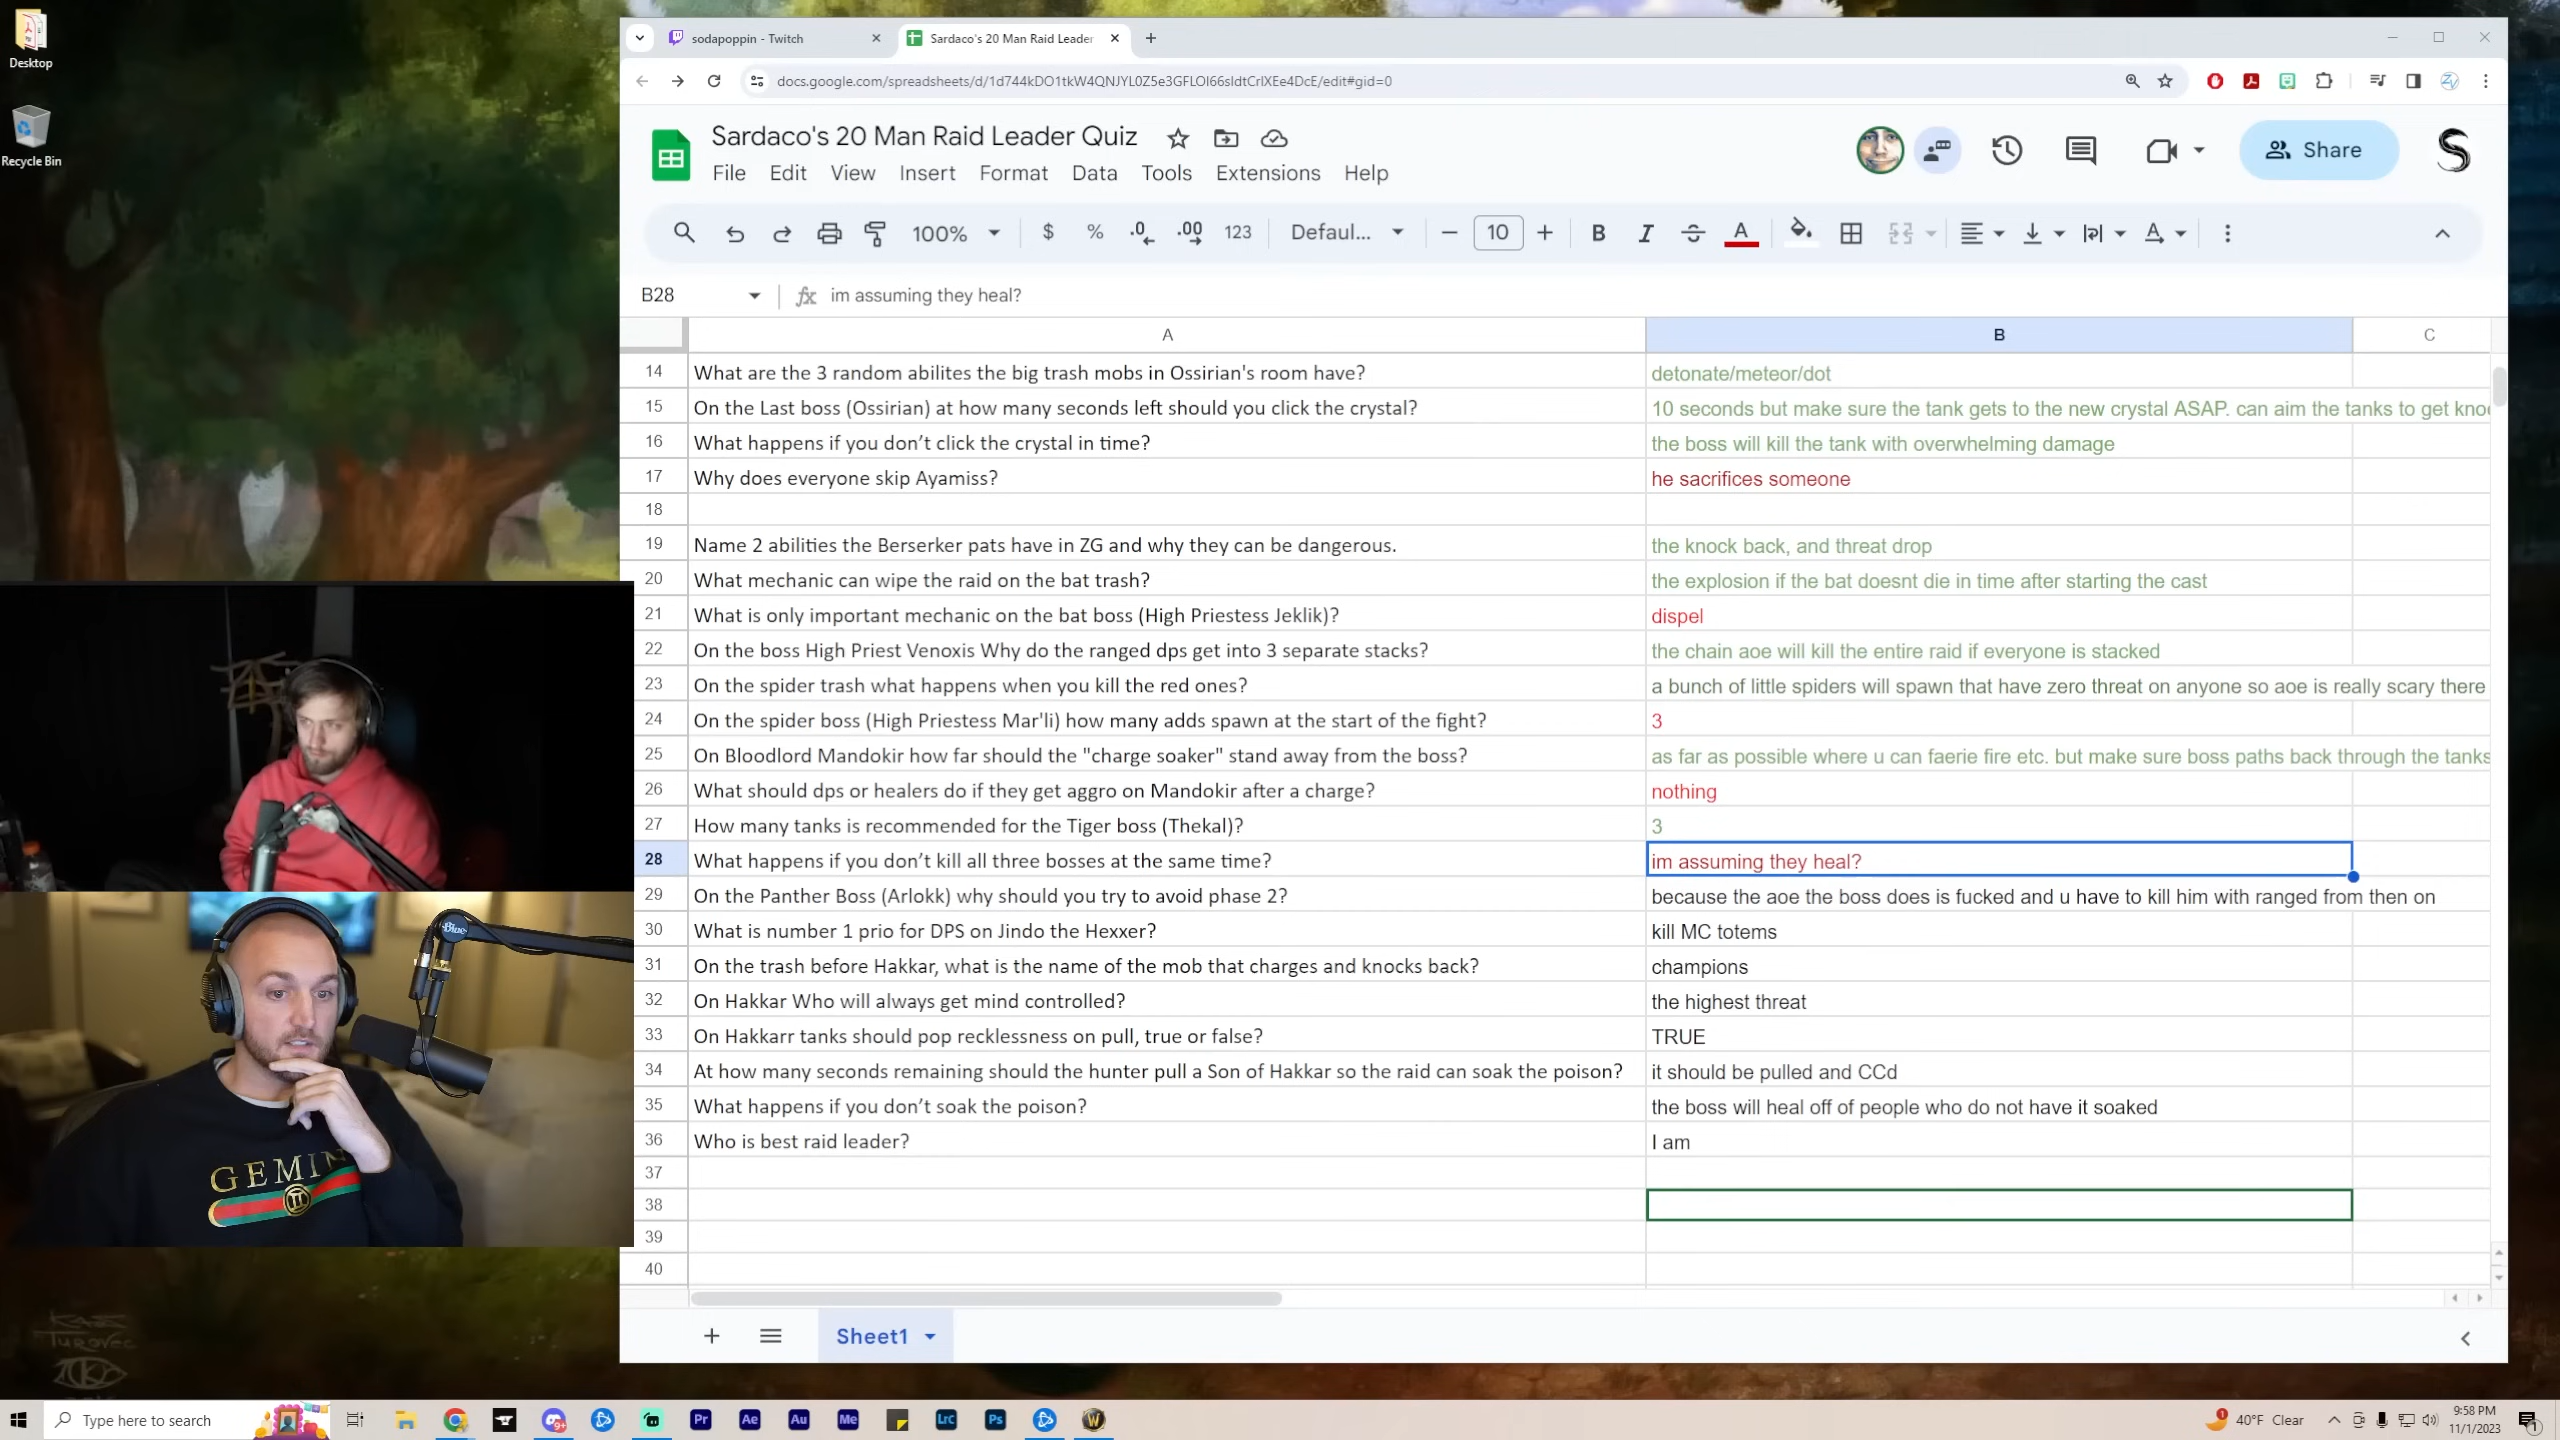 Desktop
Recycle Bin
sodapoppin - Twitch
Sardaco's 20 Man Raid Leader
docs.google.com/spreadsheets/d/1d744kDO1tkW4QNJYL0Z5e3GFLOI66sldtCrlXEe4DcE/edit#gid=0
Sardaco's 20 Man Raid Leader Quiz
File Edit View Insert Format Data Tools Extensions Help
Share
100% $ % .0 .00 123 Defaul... 10 B I A
B28 im assuming they heal?
A B C
14 What are the 3 random abilites the big trash mobs in Ossirian's room have? detonate/meteor/dot
15 On the Last boss (Ossirian) at how many seconds left should you click the crystal? 10 seconds but make sure the tank gets to the new crystal ASAP. can aim the tanks to get
16 What happens if you don't click the crystal in time? the boss will kill the tank with overwhelming damage
17 Why does everyone skip Ayamiss? he sacrifices someone
18
19 Name 2 abilities the Berserker pats have in ZG and why they can be dangerous. the knock back, and threat drop
20 What mechanic can wipe the raid on the bat trash? the explosion if the bat doesnt die in time after starting the cast
21 What is only important mechanic on the bat boss (High Priestess Jeklik)? dispel
22 On the boss High Priest Venoxis Why do the ranged dps get into 3 separate stacks? the chain aoe will kill the entire raid if everyone is stacked
23 On the spider trash what happens when you kill the red ones? a bunch of little spiders will spawn that have zero threat on anyone so aoe is really scary there
24 On the spider boss (High Priestess Mar'li) how many adds spawn at the start of the fight? 3
25 On Bloodlord Mandokir how far should the "charge soaker" stand away from the boss? as far as possible where u can faerie fire etc. but make sure boss paths back through the tanks
26 What should dps or healers do if they get aggro on Mandokir after a charge? nothing
27 How many tanks is recommended for the Tiger boss (Thekal)? 3
28 What happens if you don't kill all three bosses at the same time? im assuming they heal?
29 On the Panther Boss (Arlokk) why should you try to avoid phase 2? because the aoe the boss does is fucked and u have to kill him with ranged from then on
30 What is number 1 prio for DPS on Jindo the Hexxer? kill MC totems
31 On the trash before Hakkar, what is the name of the mob that charges and knocks back? champions
32 On Hakkar Who will always get mind controlled? the highest threat
33 On Hakkarr tanks should pop recklessness on pull, true or false? TRUE
34 At how many seconds remaining should the hunter pull a Son of Hakkar so the raid can soak the poison? it should be pulled and CCd
35 What happens if you don't soak the poison? the boss will heal off of people who do not have it soaked
36 Who is best raid leader? I am
37
38
39
40
Sheet1
GEMINI
Blue
Type here to search
Pr Ae Au Me LrC Ps
40°F Clear
9:58 PM
11/1/2023